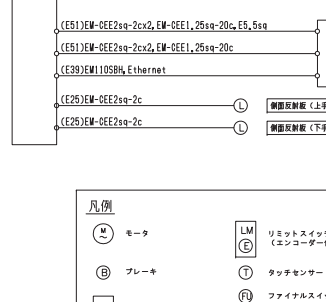 (E51)EM-CEE2sq-2cx2,EM-CEE1.25sq-20c,E5.5sq
(E51)EM-CEE2sq-2cx2,EM-CEE1.25sq-20c
(E39)EM110SBH,Ethernet
(E25)EM-CEE2sq-2c
L
側面反射板（上手
(E25)EM-CEE2sq-2c
L
側面反射板（下手
凡例
M
モータ
LM
E
リミットスイッチ
（エンコーダー付
B
ブレーキ
T
タッチセンサー
FU
ファイナルスイ